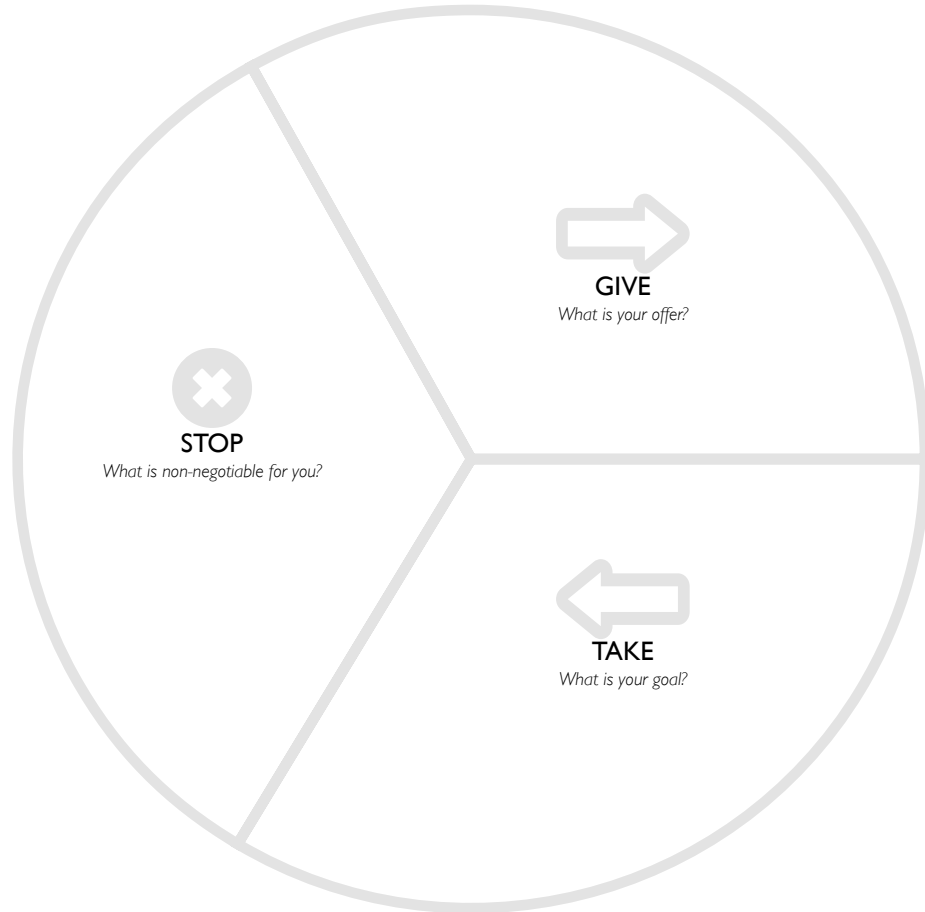 GIVE
What is your offer?
STOP
What is non-negotiable for you?
TAKE
What is your goal?